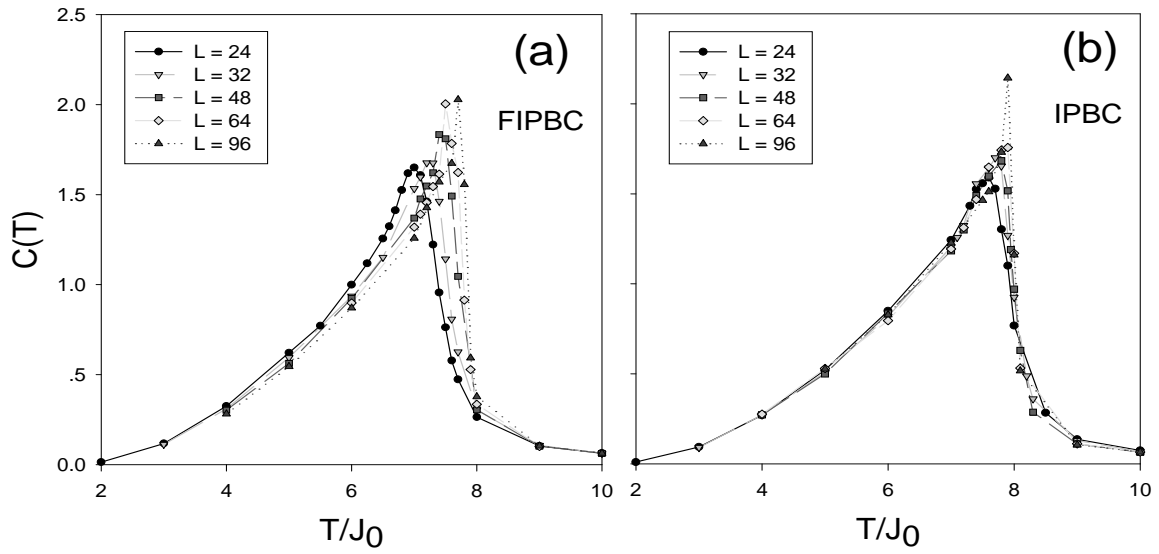 2.5
2.0
1.5
1.0
.5
0.0
C(T)
L = 24
L = 32
L = 48
L = 64
L = 96
(a)
FIPBC
2 4 6 8 10
T/J0
L = 24
L = 32
L = 48
L = 64
L = 96
(b)
IPBC
2 4 6 8 10
T/J0